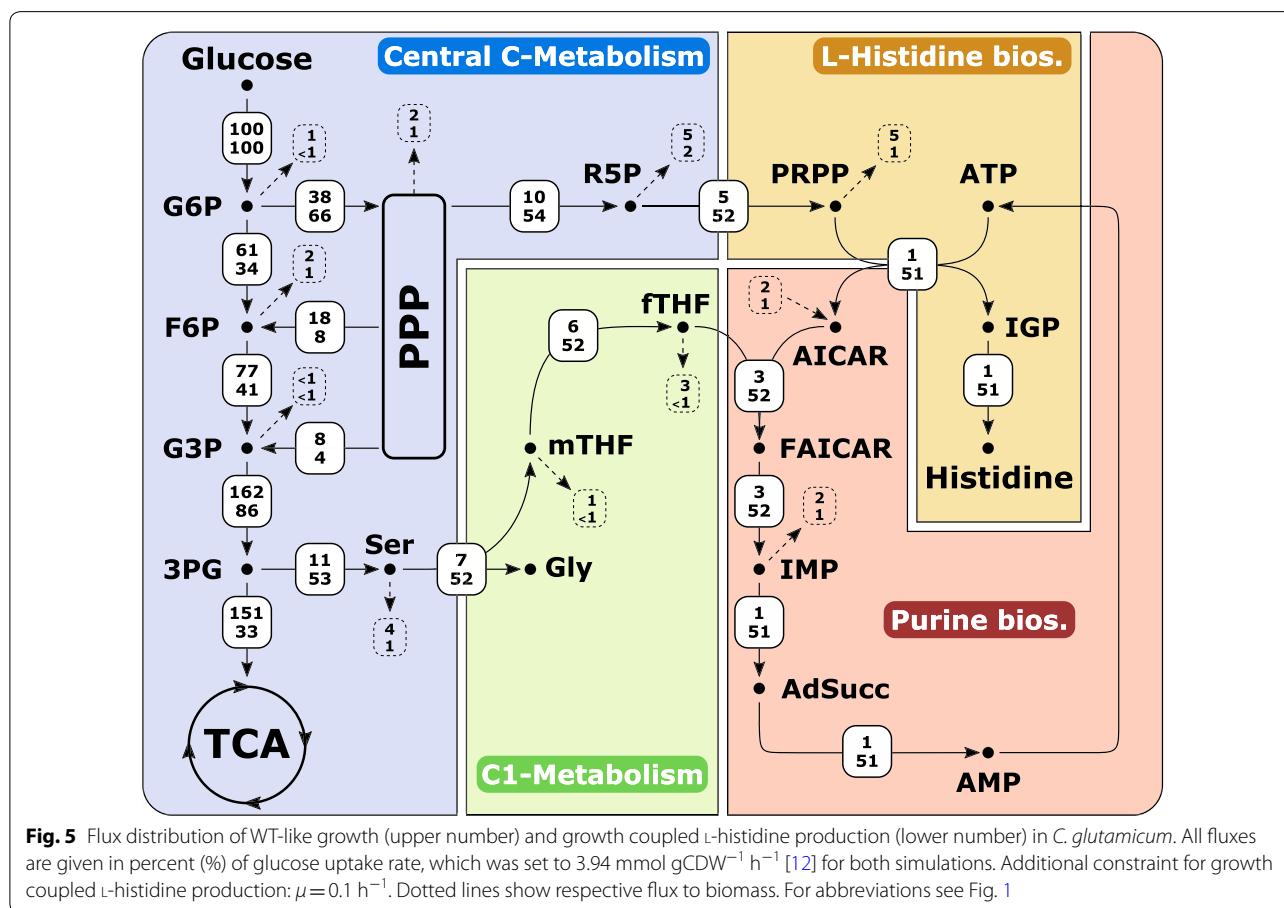 Glucose
Central C-Metabolism
L-Histidine bios.
100
100
1
<1
2
1
5
2
5
1
R5P
PRPP
ATP
G6P
38
66
10
54
5
52
61
34
2
1
PPP
1
51
fTHF
2
1
F6P
18
8
6
52
AICAR
IGP
77
41
<1
<1
3
<1
3
52
1
51
G3P
8
4
mTHF
FAICAR
Histidine
162
86
1
<1
3
52
2
1
Ser
3PG
11
53
7
52
Gly
IMP
151
33
4
1
1
51
Purine bios.
AdSucc
TCA
1
51
C1-Metabolism
AMP
Fig. 5 Flux distribution of WT-like growth (upper number) and growth coupled L-histidine production (lower number) in C. glutamicum. All fluxes
are given in percent (%) of glucose uptake rate, which was set to 3.94 mmol gCDW⁻¹ h⁻¹ [12] for both simulations. Additional constraint for growth
coupled L-histidine production: μ = 0.1 h⁻¹. Dotted lines show respective flux to biomass. For abbreviations see Fig. 1